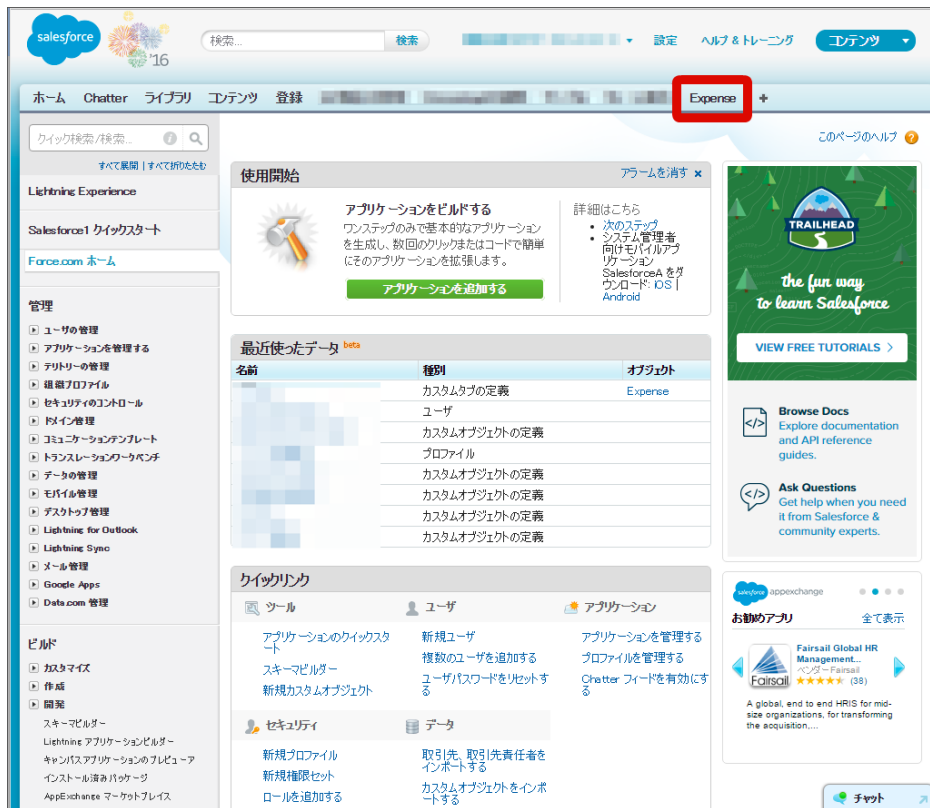 salesforce
'16
検索...
検索
設定
ヘルプ & トレーニング
コンテンツ
ホーム Chatter ライブラリ コンテンツ 登録
Expense +
クイック検索/検索...
すべて展開 | すべて折りたたむ
このページのヘルプ
Lightning Experience
Salesforce1 クイックスタート
Force.com ホーム
管理
ユーザの管理
アプリケーションを管理する
テリトリーの管理
組織プロファイル
セキュリティのコントロール
ドメイン管理
コミュニケーションテンプレート
トランスレーションワークベンチ
データの管理
モバイル管理
デスクトップ管理
Lightning for Outlook
Lightning Sync
メール管理
Google Apps
Data.com 管理
ビルド
カスタマイズ
作成
開発
スキーマビルダー
Lightning アプリケーションビルダー
キャンバスアプリケーションのプレビューア
インストール済みパッケージ
AppExchange マーケットプレイス
使用開始
アラームを消す ×
アプリケーションをビルドする
ワンステップのみで基本的なアプリケーション
を生成し、数回のクリックまたはコードで簡単
にそのアプリケーションを拡張します。
アプリケーションを追加する
詳細はこちら
次のステップ
システム管理者
向けモバイルアプ
リケーション
SalesforceA をダ
ウンロード: iOS |
Android
最近使ったデータ beta
名前 種別 オブジェクト
カスタムタブの定義 Expense
ユーザ
カスタムオブジェクトの定義
プロファイル
カスタムオブジェクトの定義
カスタムオブジェクトの定義
カスタムオブジェクトの定義
カスタムオブジェクトの定義
クイックリンク
ツール
アプリケーションのクイックスタ
ート
スキーマビルダー
新規カスタムオブジェクト
ユーザ
新規ユーザ
複数のユーザを追加する
ユーザパスワードをリセットす
る
アプリケーション
アプリケーションを管理する
プロファイルを管理する
Chatter フィードを有効にす
る
セキュリティ
新規プロファイル
新規権限セット
ロールを追加する
データ
取引先、取引先責任者を
インポートする
カスタムオブジェクトをインポ
ートする
TRAILHEAD
the fun way
to learn Salesforce
VIEW FREE TUTORIALS >
Browse Docs
Explore documentation
and API reference
guides.
Ask Questions
Get help when you need
it from Salesforce &
community experts.
salesforce appexchange
お勧めアプリ 全て表示
Fairsail
Fairsail Global HR
Management...
ベンダー Fairsail
(38)
A global, end to end HRIS for mid-
size organizations, for transforming
the acquisition,...
チャット